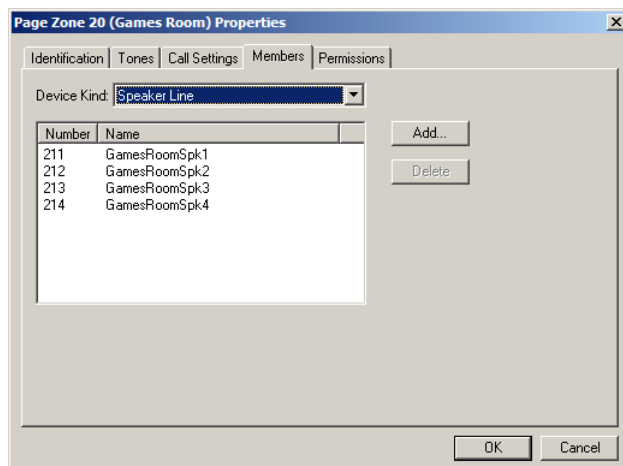 Page Zone 20 (Games Room) Properties
Identification Tones Call Settings Members Permissions
Device Kind: Speaker Line
Number Name
Add...
211 GamesRoomSpk1
212 GamesRoomSpk2
Delete
213 GamesRoomSpk3
214 GamesRoomSpk4
OK Cancel